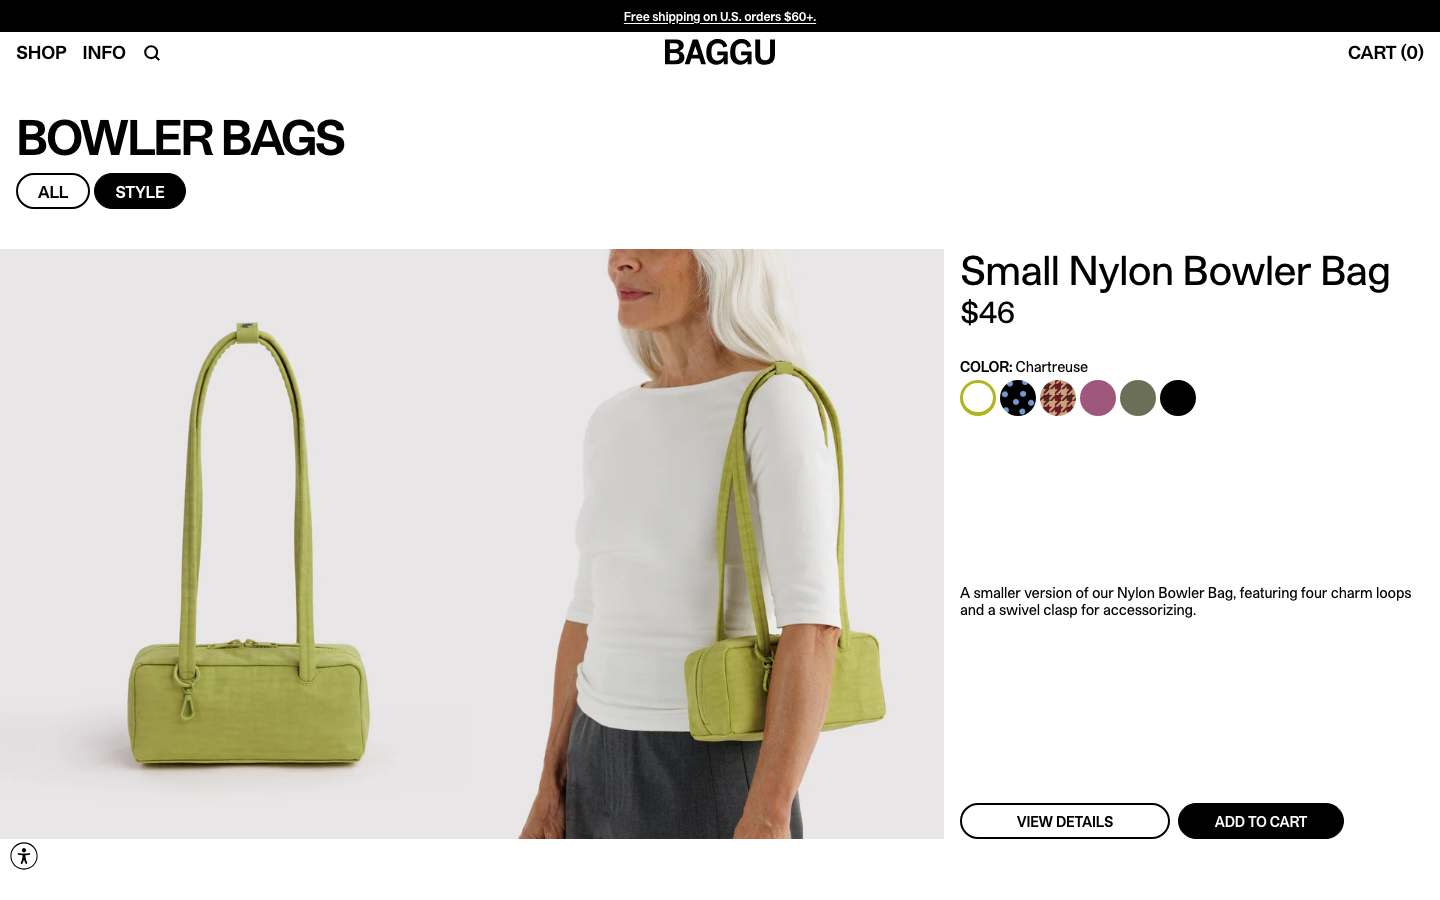 Free shipping on U.S. orders $60+.
SHOP INFO BAGGU CART (0)
BOWLER BAGS
ALL STYLE
Small Nylon Bowler Bag
$46
COLOR: Chartreuse
A smaller version of our Nylon Bowler Bag, featuring four charm loops
and a swivel clasp for accessorizing.
VIEW DETAILS ADD TO CART